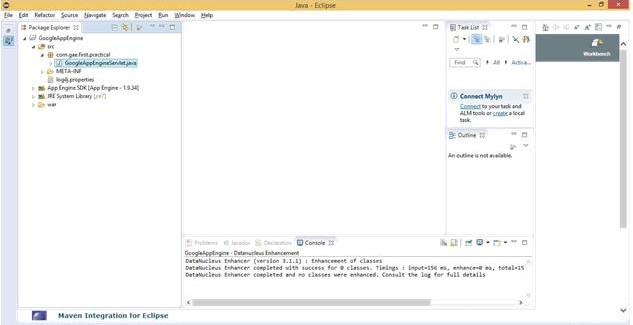 Java - Eclipse
File Edit Refactor Source Navigate Search Project Run Window Help
Package Explorer
GoogleAppEngine
src
com.gae.first.practical
GoogleAppEngineServlet.java
META-INF
log4j.properties
App Engine SDK [App Engine - 1.9.34]
JRE System Library [jre7]
war
Task List
Find All Activa...
Connect Mylyn
Connect to your task and
ALM tools or create a local
task.
Outline
An outline is not available.
Workbench
Problems Javadoc Declaration Console
GoogleAppEngine - Datanucleus Enhancement
DataNucleus Enhancer (version 3.1.1) : Enhancement of classes
DataNucleus Enhancer completed with success for 0 classes. Timings : input=156 ms, enhance=0 ms, total=15
DataNucleus Enhancer completed and no classes were enhanced. Consult the log for full details
Maven Integration for Eclipse